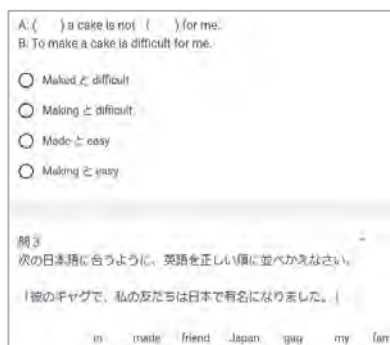 A: (      ) a cake is not (      ) for me.
B: To make a cake is difficult for me.
Maked と difficult
Making と difficult
Made と easy
Making と easy
問3
次の日本語に合うように、英語を正しい順に並べかえなさい。
「彼のギャグで、私の友だちは日本で有名になりました。」
in made friend Japan gag my